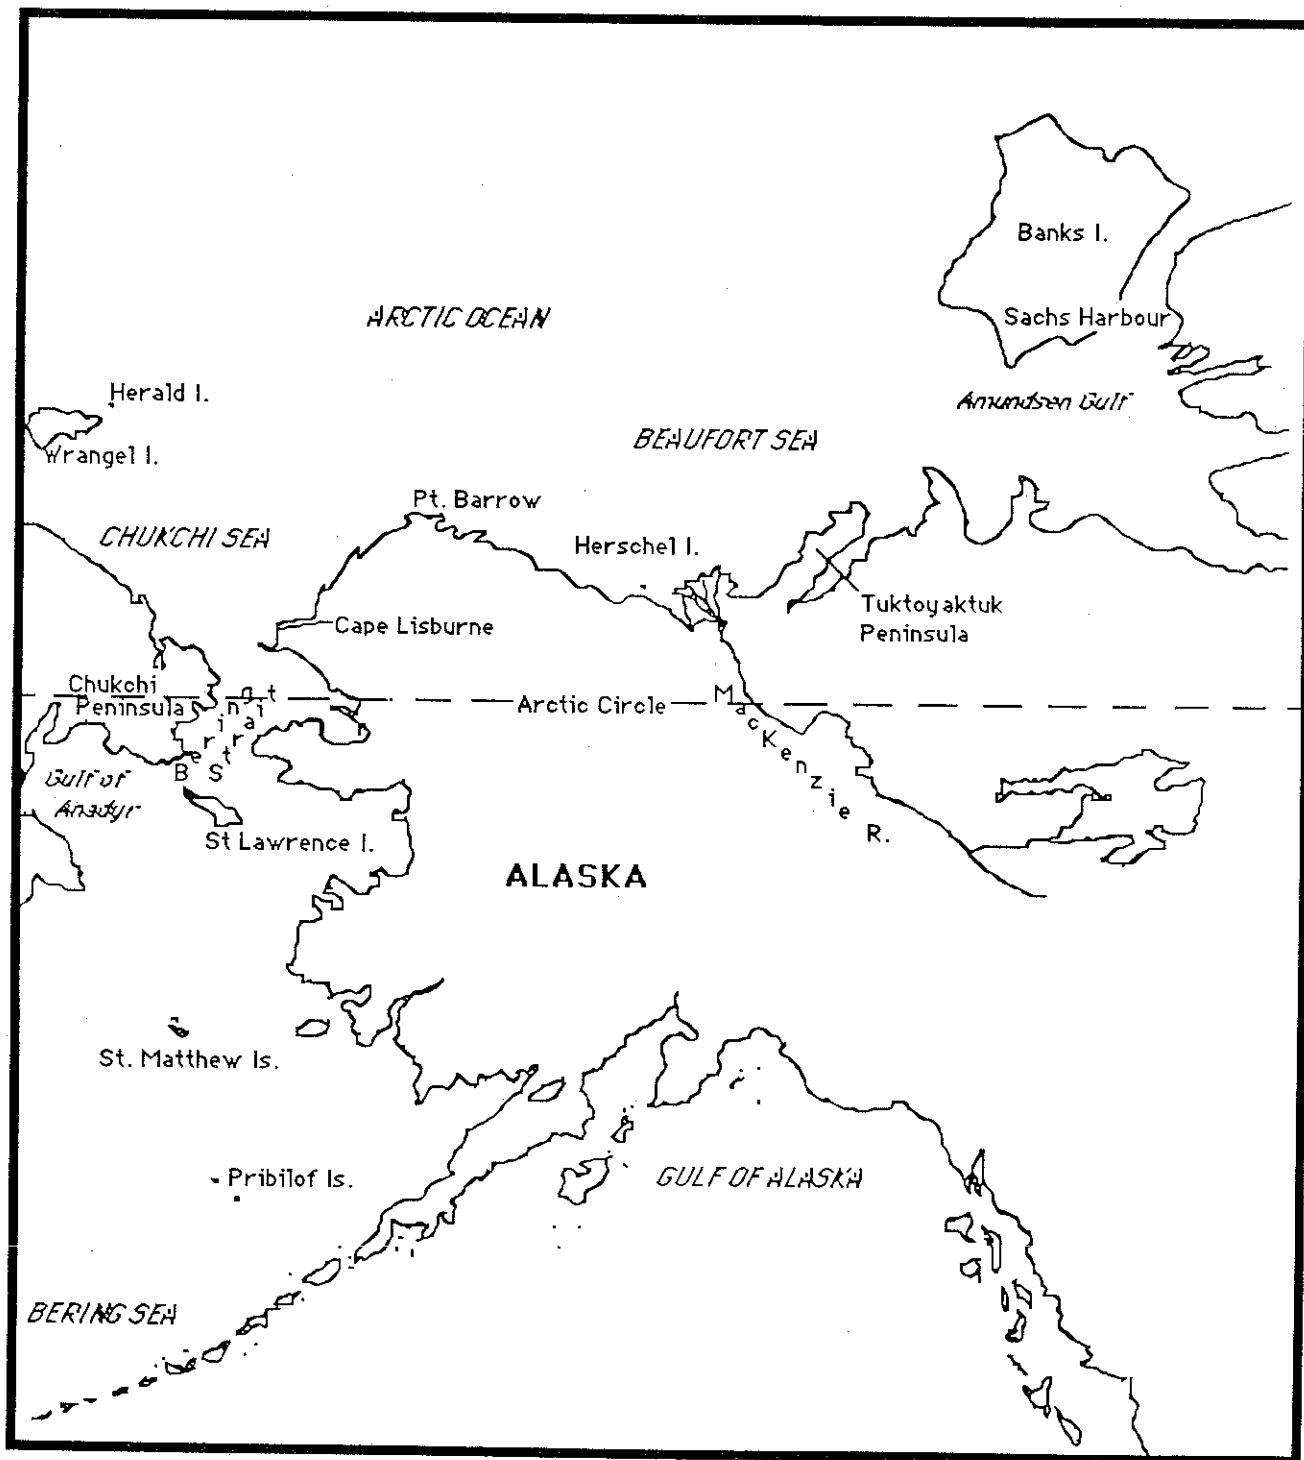 Banks I.
ARCTIC OCEAN
Sachs Harbour
Herald I.
Amundsen Gulf
Wrangel I.
BEAUFORT SEA
Pt. Barrow
CHUKCHI SEA
Herschel I.
Tuktoyaktuk
Peninsula
Cape Lisburne
Chukchi
Peninsula
Bering
Strait
Arctic Circle
Mackenzie R.
Gulf of
Anadyr
St Lawrence I.
ALASKA
St. Matthew Is.
Pribilof Is.
GULF OF ALASKA
BERING SEA